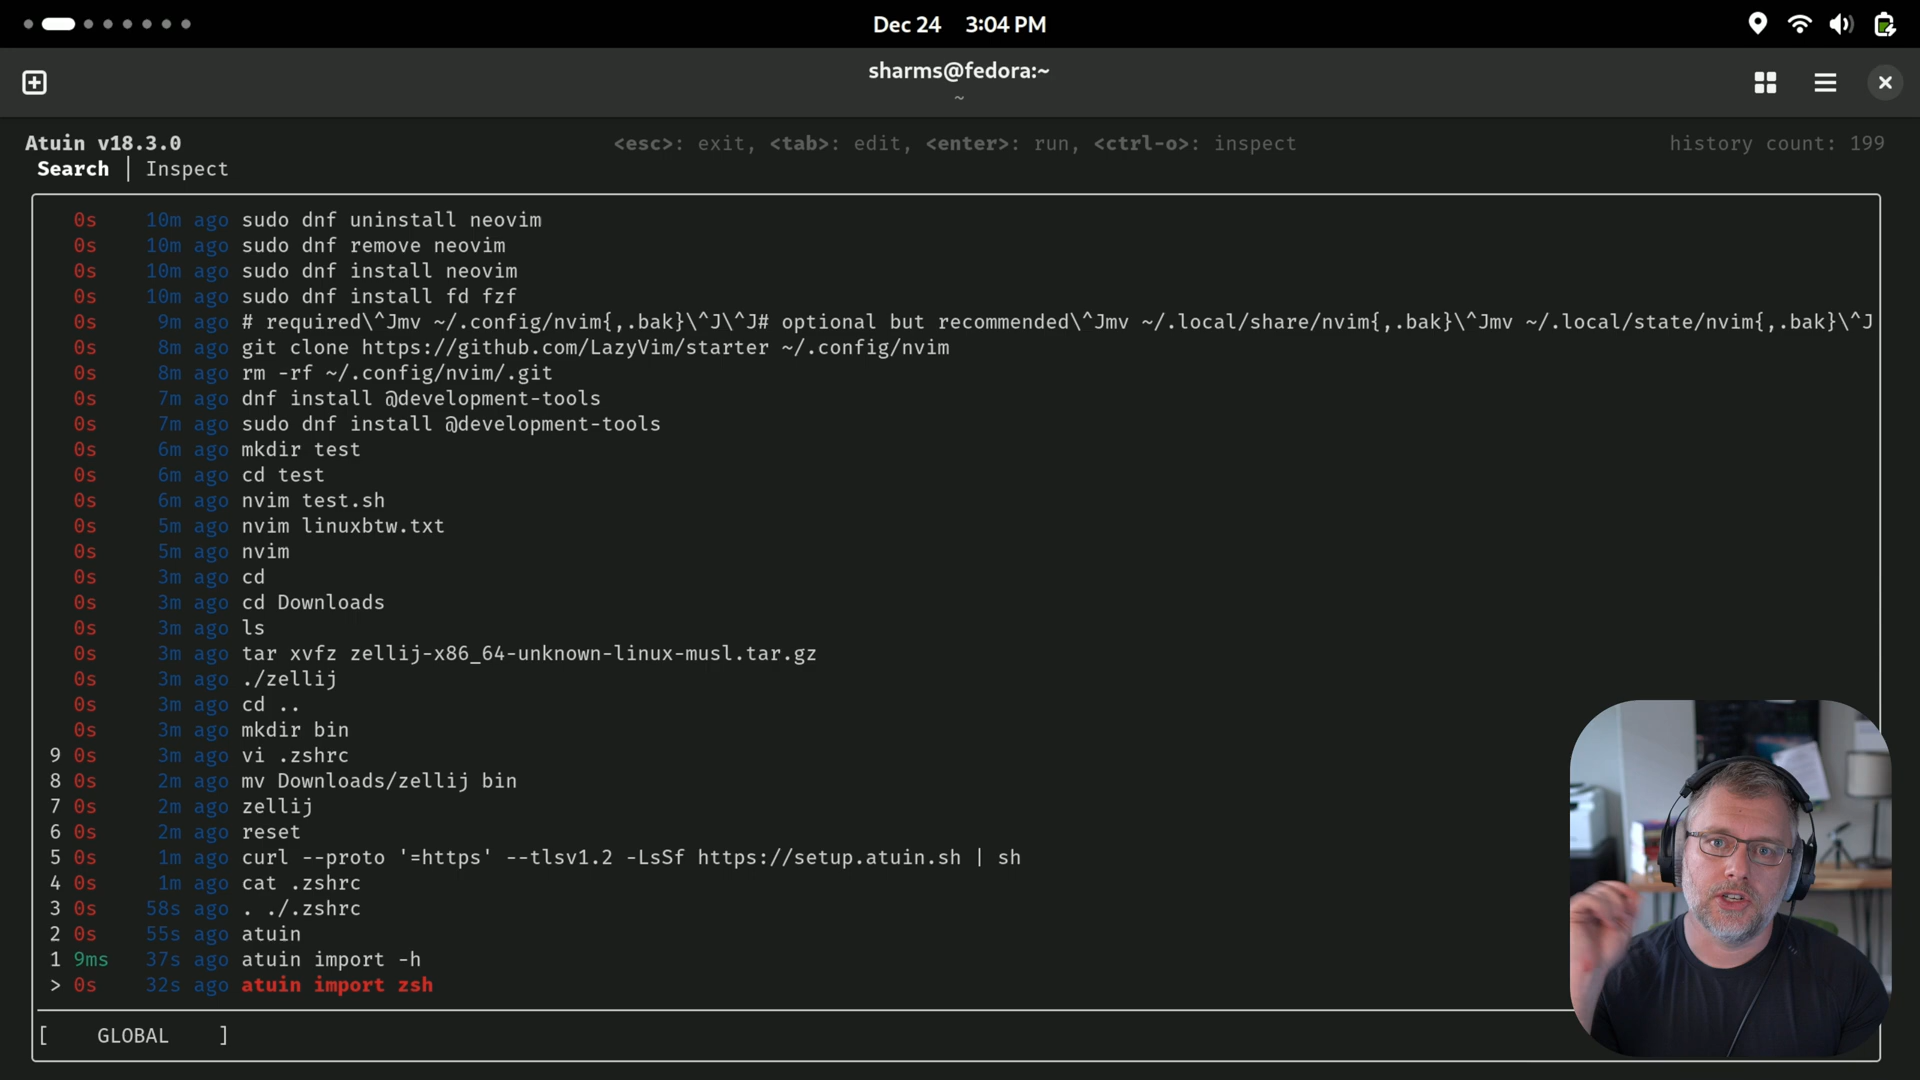 Dec 24 3:04 PM
sharms@fedora:~
~
Atuin v18.3.0 <esc>: exit, <tab>: edit, <enter>: run, <ctrl-o>: inspect history count: 199
Search | Inspect
0s 10m ago sudo dnf uninstall neovim
0s 10m ago sudo dnf remove neovim
0s 10m ago sudo dnf install neovim
0s 10m ago sudo dnf install fd fzf
0s 9m ago # required\^Jmv ~/.config/nvim{,.bak}\^J\^J# optional but recommended\^Jmv ~/.local/share/nvim{,.bak}\^Jmv ~/.local/state/nvim{,.bak}\^J
0s 8m ago git clone https://github.com/LazyVim/starter ~/.config/nvim
0s 8m ago rm -rf ~/.config/nvim/.git
0s 7m ago dnf install @development-tools
0s 7m ago sudo dnf install @development-tools
0s 6m ago mkdir test
0s 6m ago cd test
0s 6m ago nvim test.sh
0s 5m ago nvim linuxbtw.txt
0s 5m ago nvim
0s 3m ago cd
0s 3m ago cd Downloads
0s 3m ago ls
0s 3m ago tar xvfz zellij-x86_64-unknown-linux-musl.tar.gz
0s 3m ago ./zellij
0s 3m ago cd ..
0s 3m ago mkdir bin
9 0s 3m ago vi .zshrc
8 0s 2m ago mv Downloads/zellij bin
7 0s 2m ago zellij
6 0s 2m ago reset
5 0s 1m ago curl --proto '=https' --tlsv1.2 -LsSf https://setup.atuin.sh | sh
4 0s 1m ago cat .zshrc
3 0s 58s ago . ./.zshrc
2 0s 55s ago atuin
1 9ms 37s ago atuin import -h
> 0s 32s ago atuin import zsh
[ GLOBAL ]